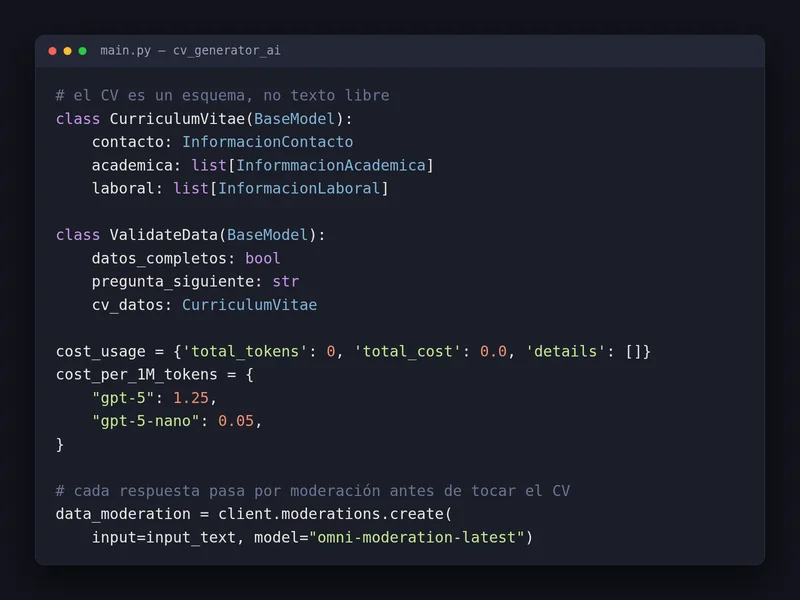 main.py — cv_generator_ai
# el CV es un esquema, no texto libre
class CurriculumVitae(BaseModel):
    contacto: InformacionContacto
    academica: list[InformmacionAcademica]
    laboral: list[InformacionLaboral]
class ValidateData(BaseModel):
    datos_completos: bool
    pregunta_siguiente: str
    cv_datos: CurriculumVitae
cost_usage = {'total_tokens': 0, 'total_cost': 0.0, 'details': []}
cost_per_1M_tokens = {
    "gpt-5": 1.25,
    "gpt-5-nano": 0.05,
}
# cada respuesta pasa por moderación antes de tocar el CV
data_moderation = client.moderations.create(
    input=input_text, model="omni-moderation-latest")